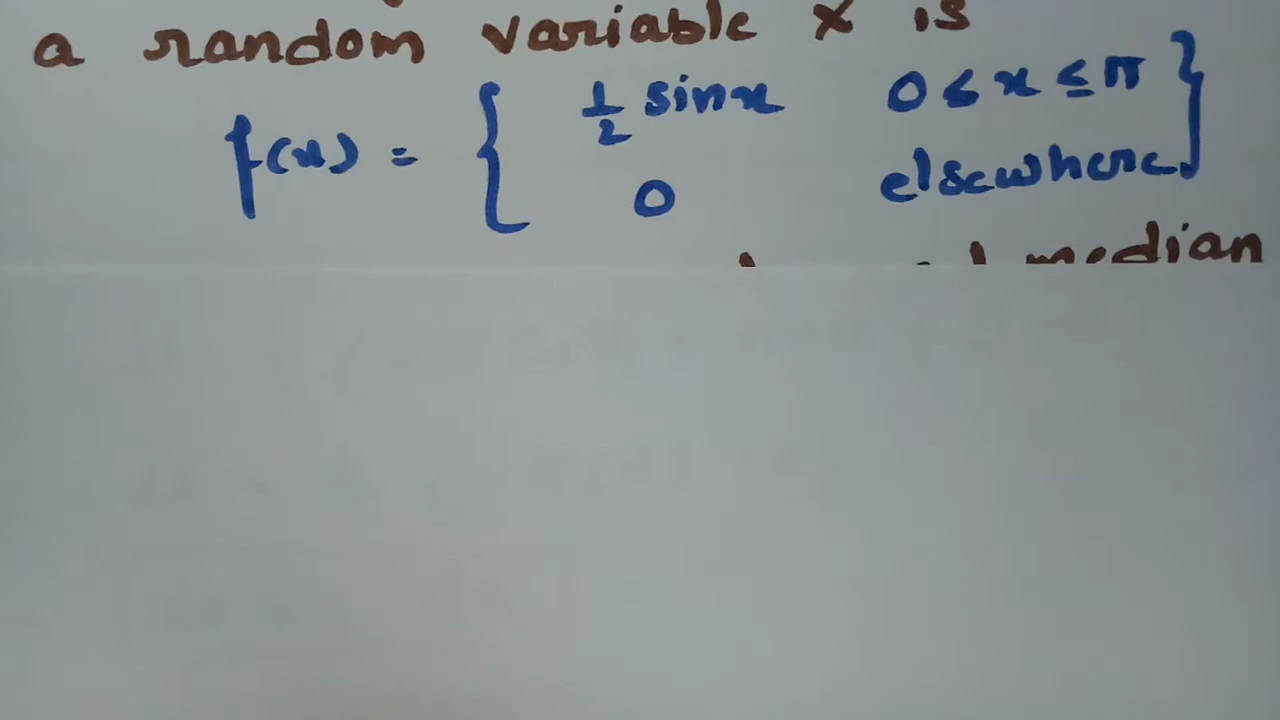 a random variable x is
f(x) = { 1/2 sinx 0 ≤ x ≤ π }
0 elsewhere
median